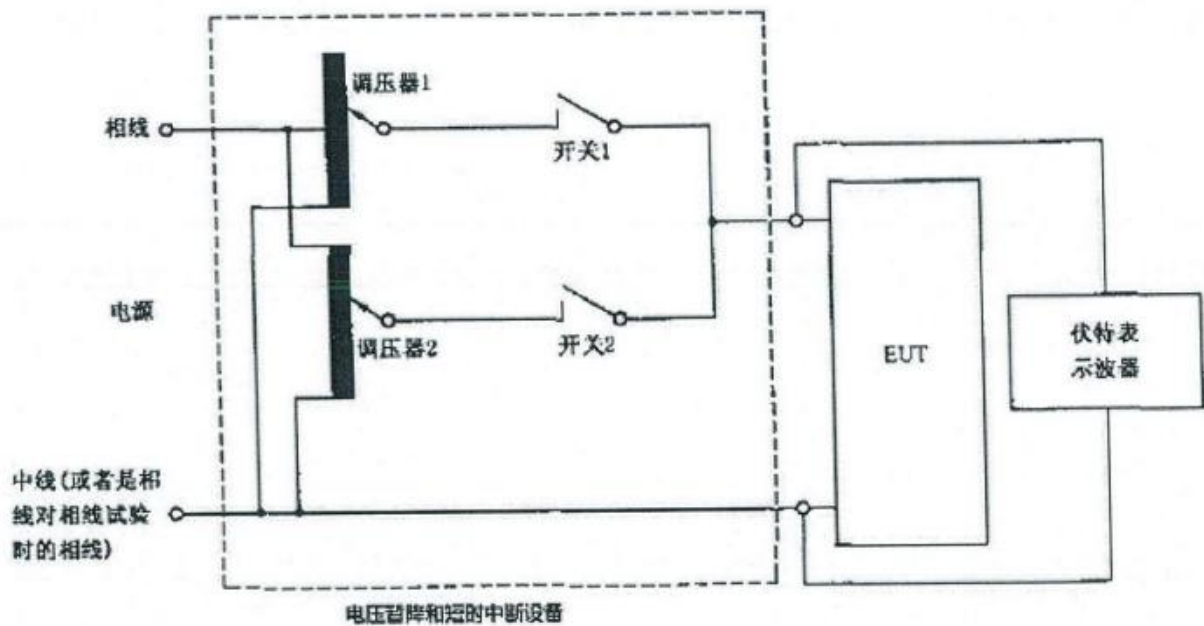 调压器1
相线
开关1
电源
调压器2
开关2
EUT
伏特表
示波器
中线(或者是相
线对相线试验
时的相线)
电压暂降和短时中断设备